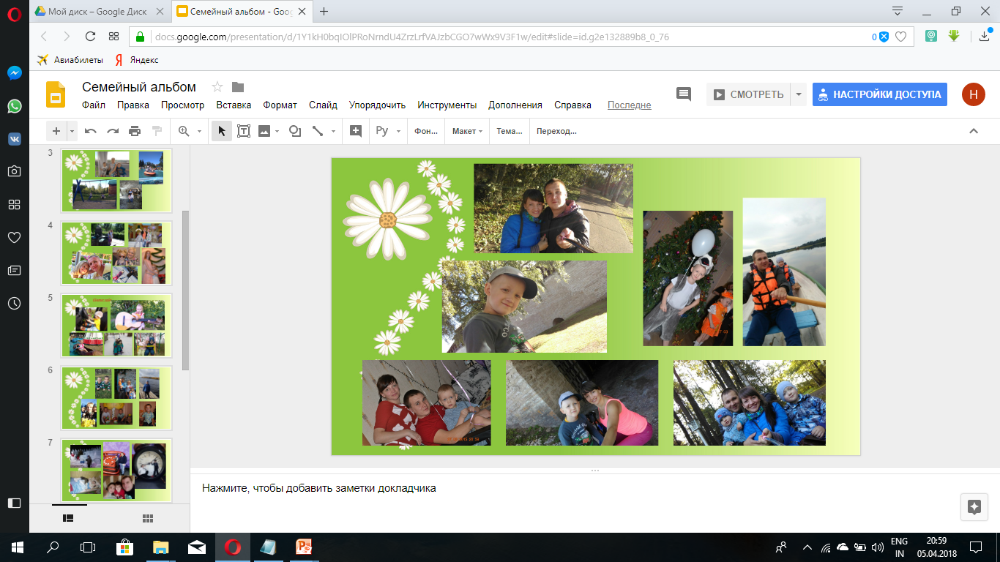 Мой диск – Google Диск
Семейный альбом - Goo
docs.google.com/presentation/d/1Y1kH0bqIOlPRoNrndU4ZrzLrfVAJzbCGO7wWx9V3F1w/edit#slide=id.g2e132889b8_0_76
0
Авиабилеты
Яндекс
Семейный альбом
Файл Правка Просмотр Вставка Формат Слайд Упорядочить Инструменты Дополнения Справка Последне
СМОТРЕТЬ
НАСТРОЙКИ ДОСТУПА
Н
Ру
Фон...
Макет
Тема...
Переход...
3
4
5
6
7
Нажмите, чтобы добавить заметки докладчика
ENG
IN
20:59
05.04.2018